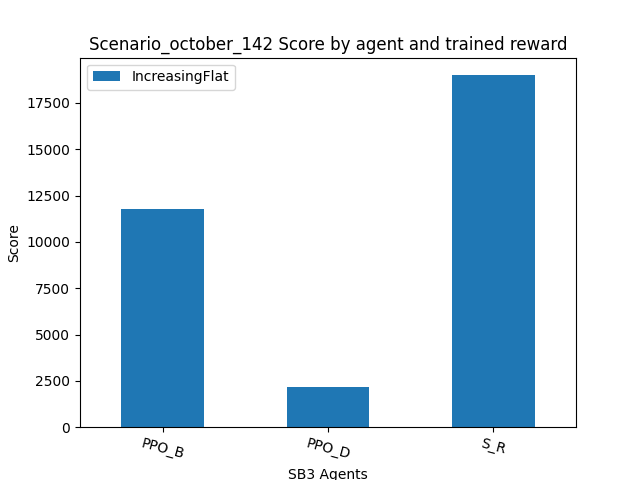 Scenario_october_142 Score by agent and trained reward
IncreasingFlat
Score
17500
15000
12500
10000
7500
5000
2500
0
PPO_B
PPO_D
S_R
SB3 Agents